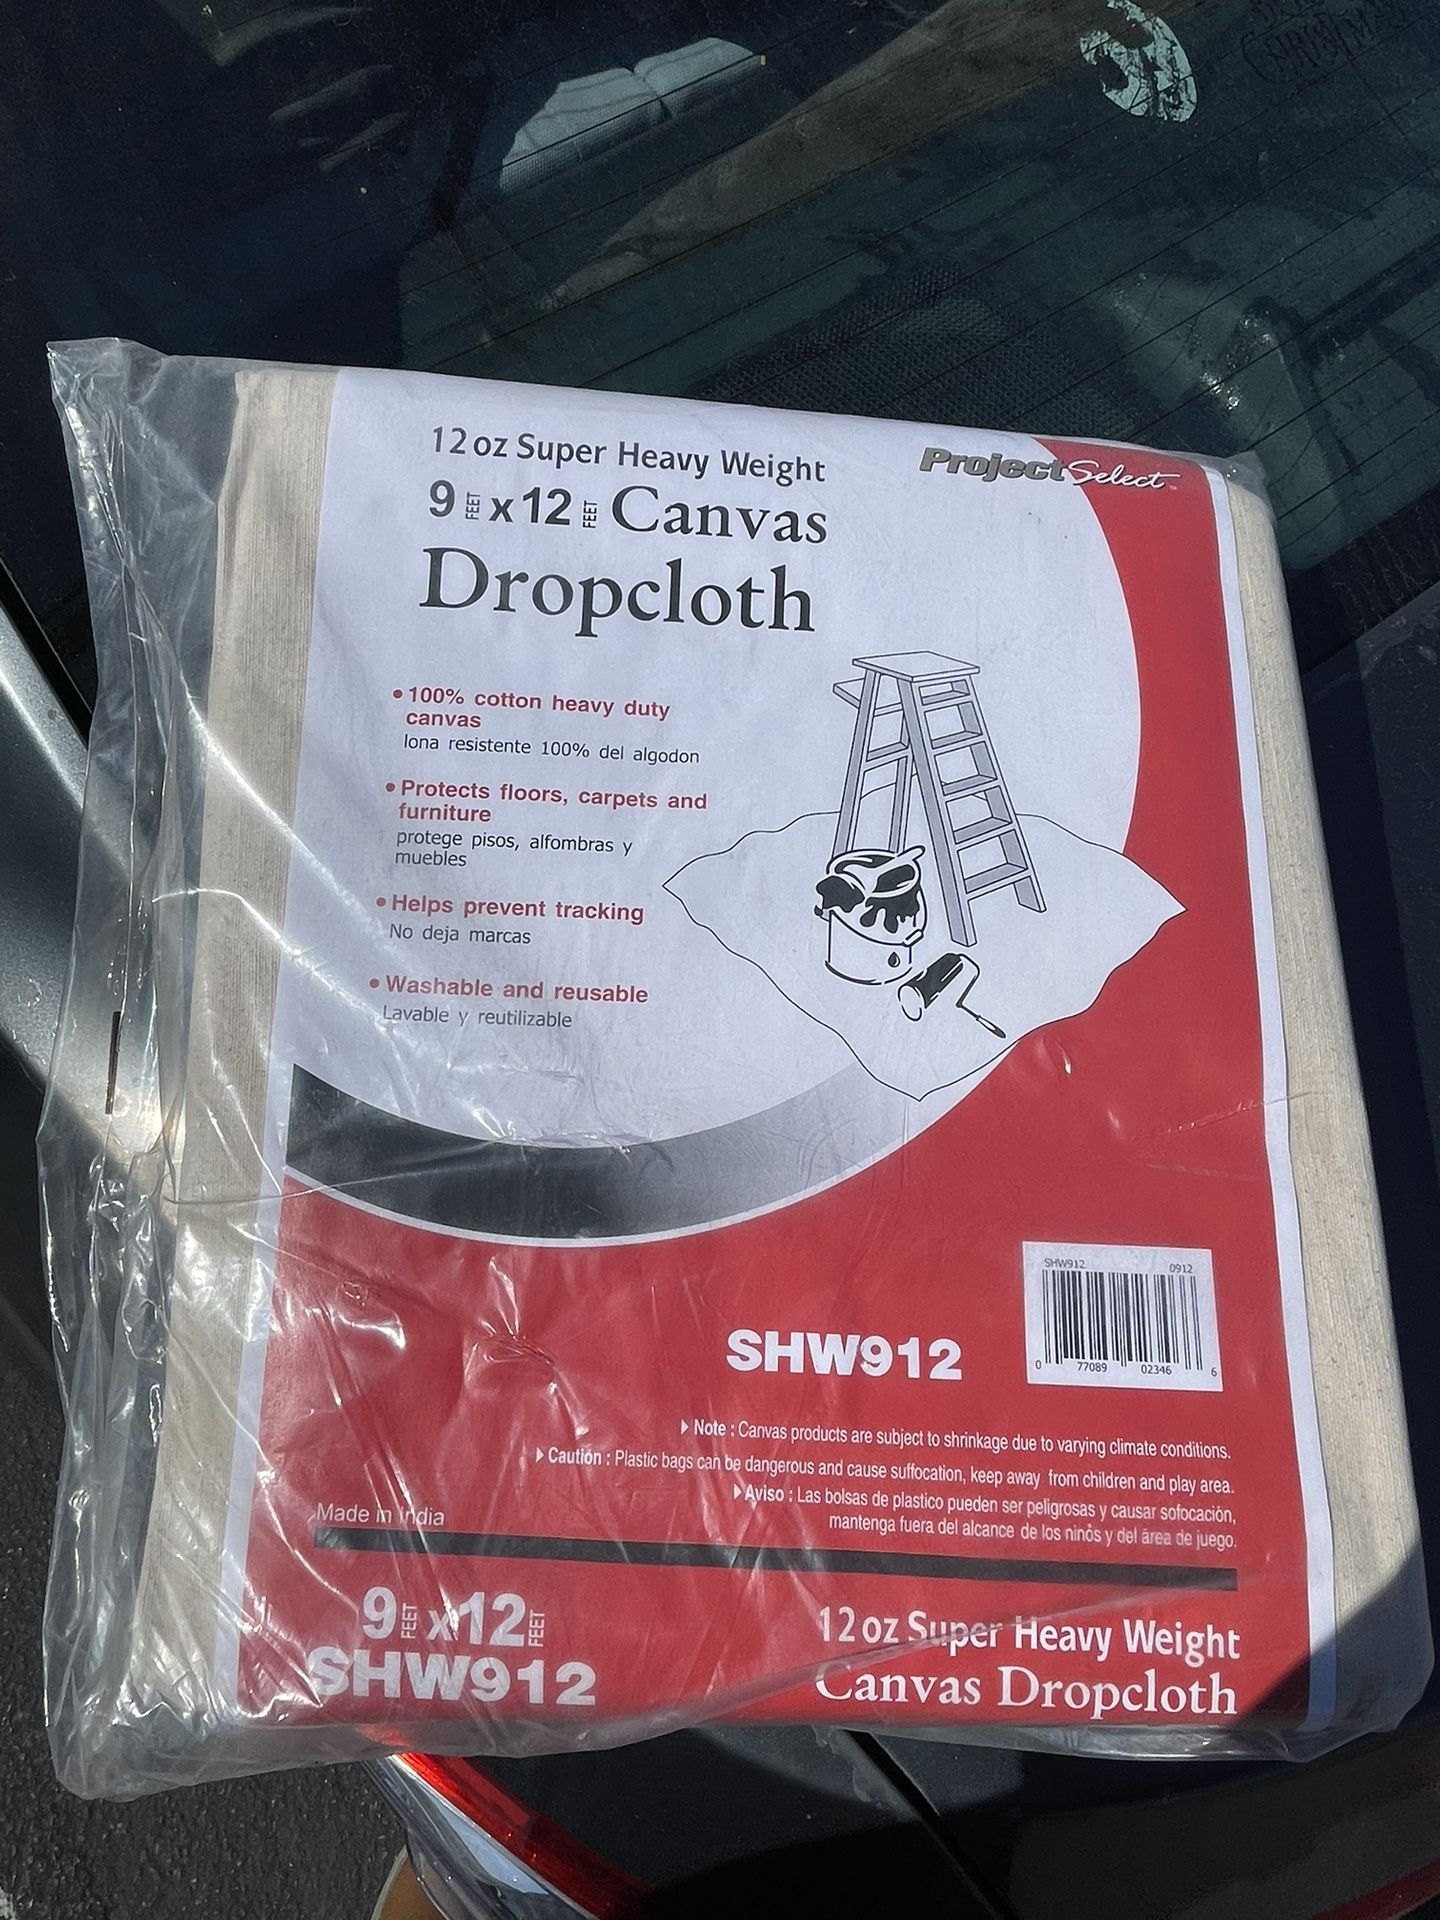 CHRISTMA
12 oz Super Heavy Weight
ProjectSelect™
9 FEET x 12 FEET Canvas
Dropcloth
• 100% cotton heavy duty
canvas
lona resistente 100% del algodon
• Protects floors, carpets and
furniture
protege pisos, alfombras y
muebles
• Helps prevent tracking
No deja marcas
• Washable and reusable
Lavable y reutilizable
SHW912 0912
0 77089 02346 6
SHW912
Note : Canvas products are subject to shrinkage due to varying climate conditions.
Caution : Plastic bags can be dangerous and cause suffocation, keep away from children and play area.
Aviso : Las bolsas de plastico pueden ser peligrosas y causar sofocación,
mantenga fuera del alcance de los ninós y del área de juego.
Made in India
9 FEET x 12 FEET
SHW912
12 oz Super Heavy Weight
Canvas Dropcloth